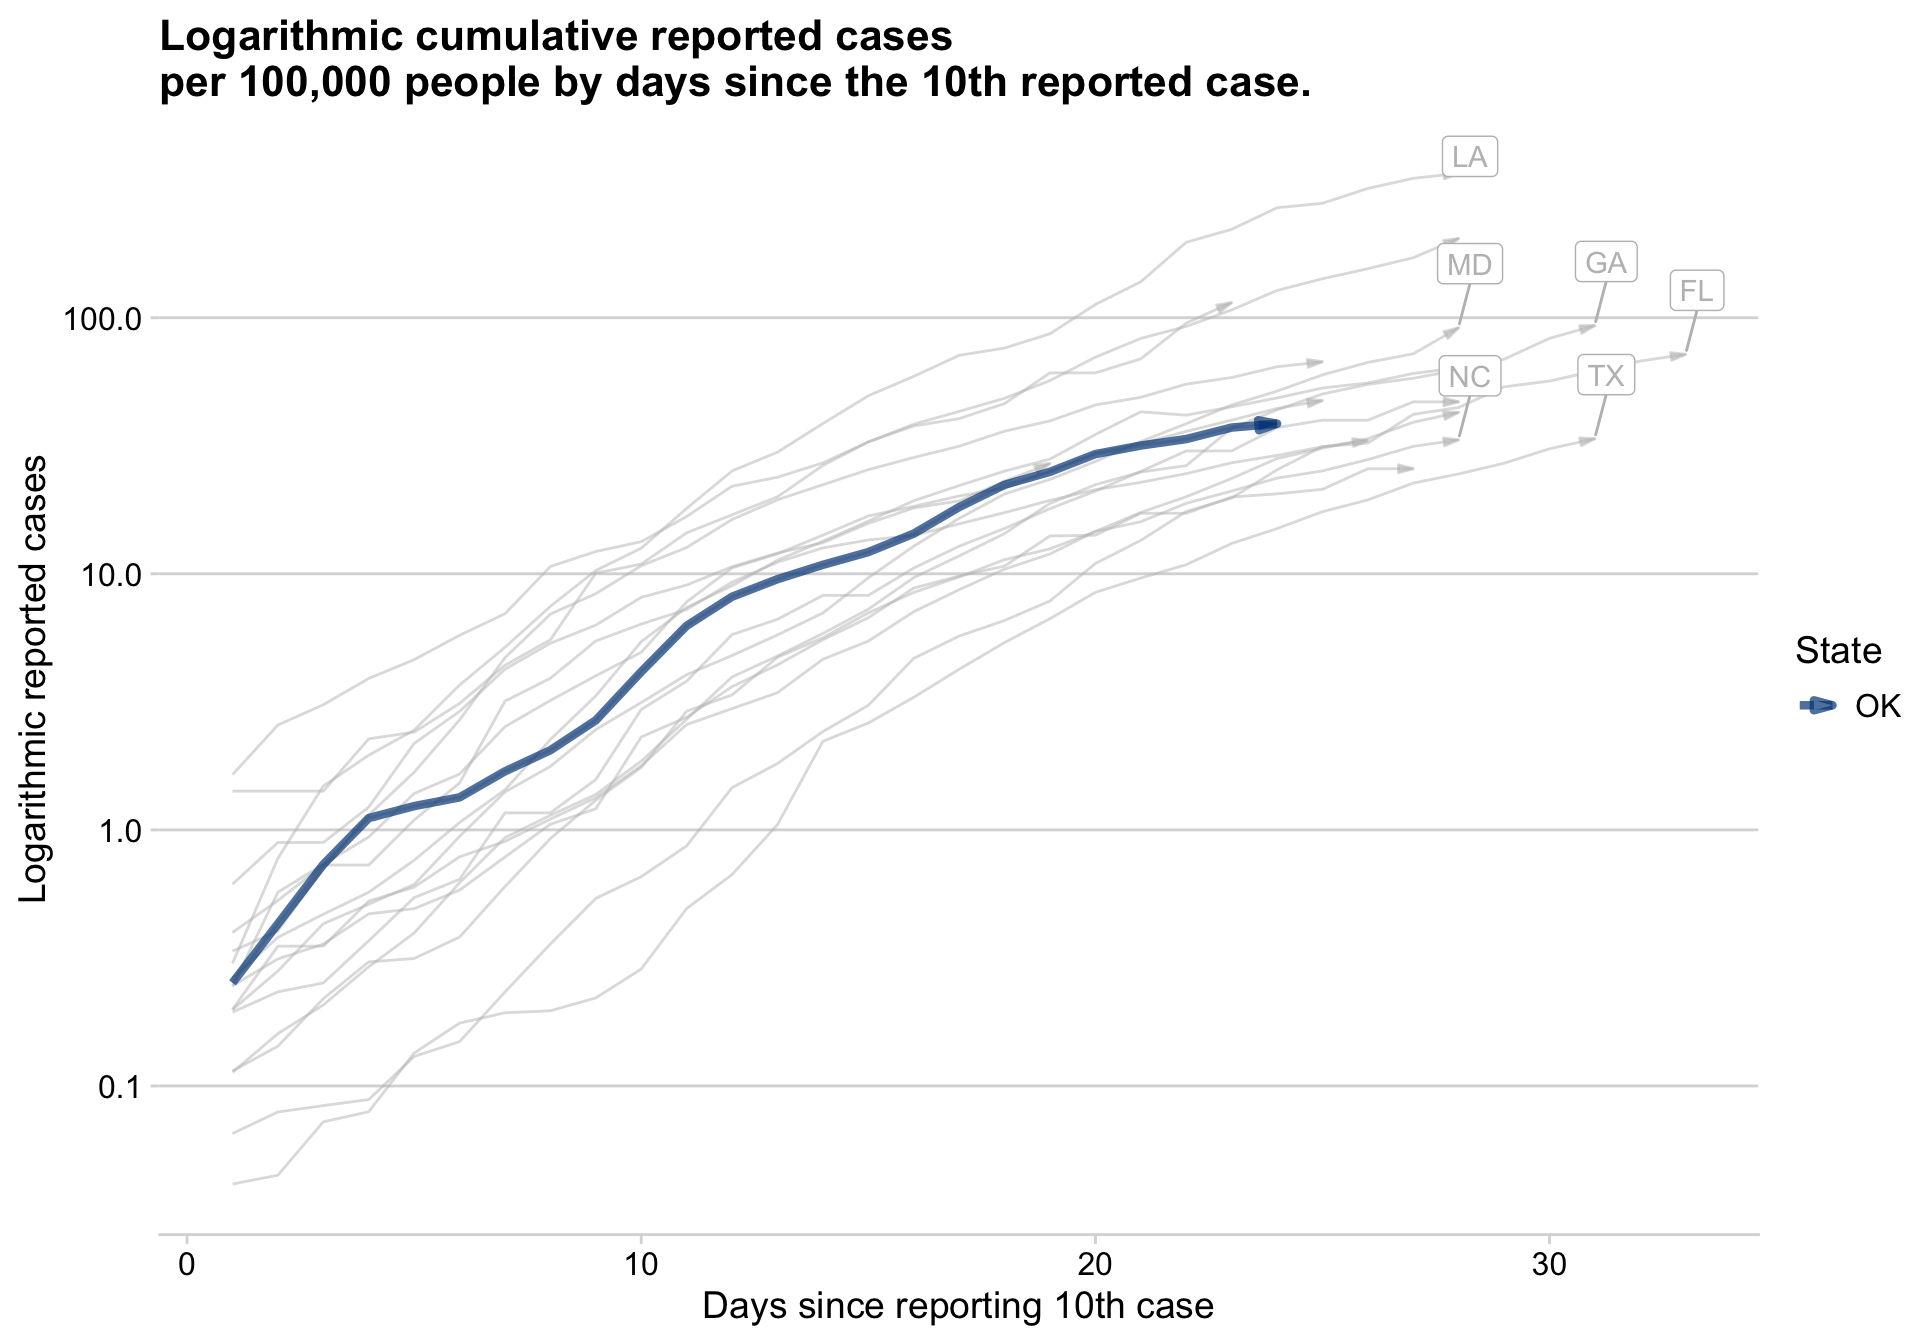 Logarithmic cumulative reported cases
per 100,000 people by days since the 10th reported case.
LA
MD
GA
FL
NC
TX
100.0
10.0
1.0
0.1
Logarithmic reported cases
0
10
20
30
Days since reporting 10th case
State
OK